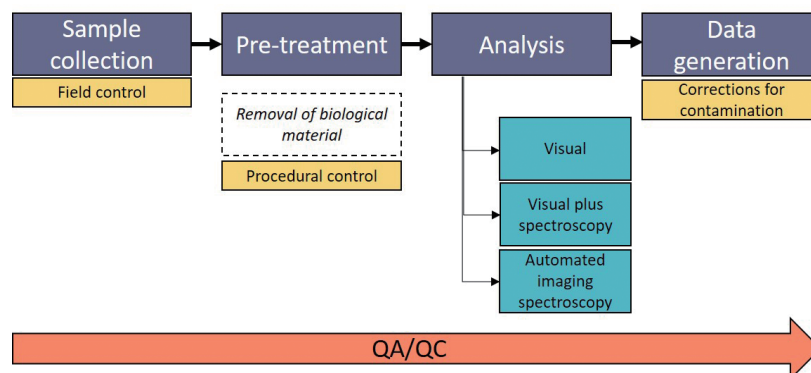 Sample
collection
Pre-treatment
Analysis
Data
generation
Field control
Removal of biological
material
Procedural control
Corrections for
contamination
Visual
Visual plus
spectroscopy
Automated
imaging
spectroscopy
QA/QC